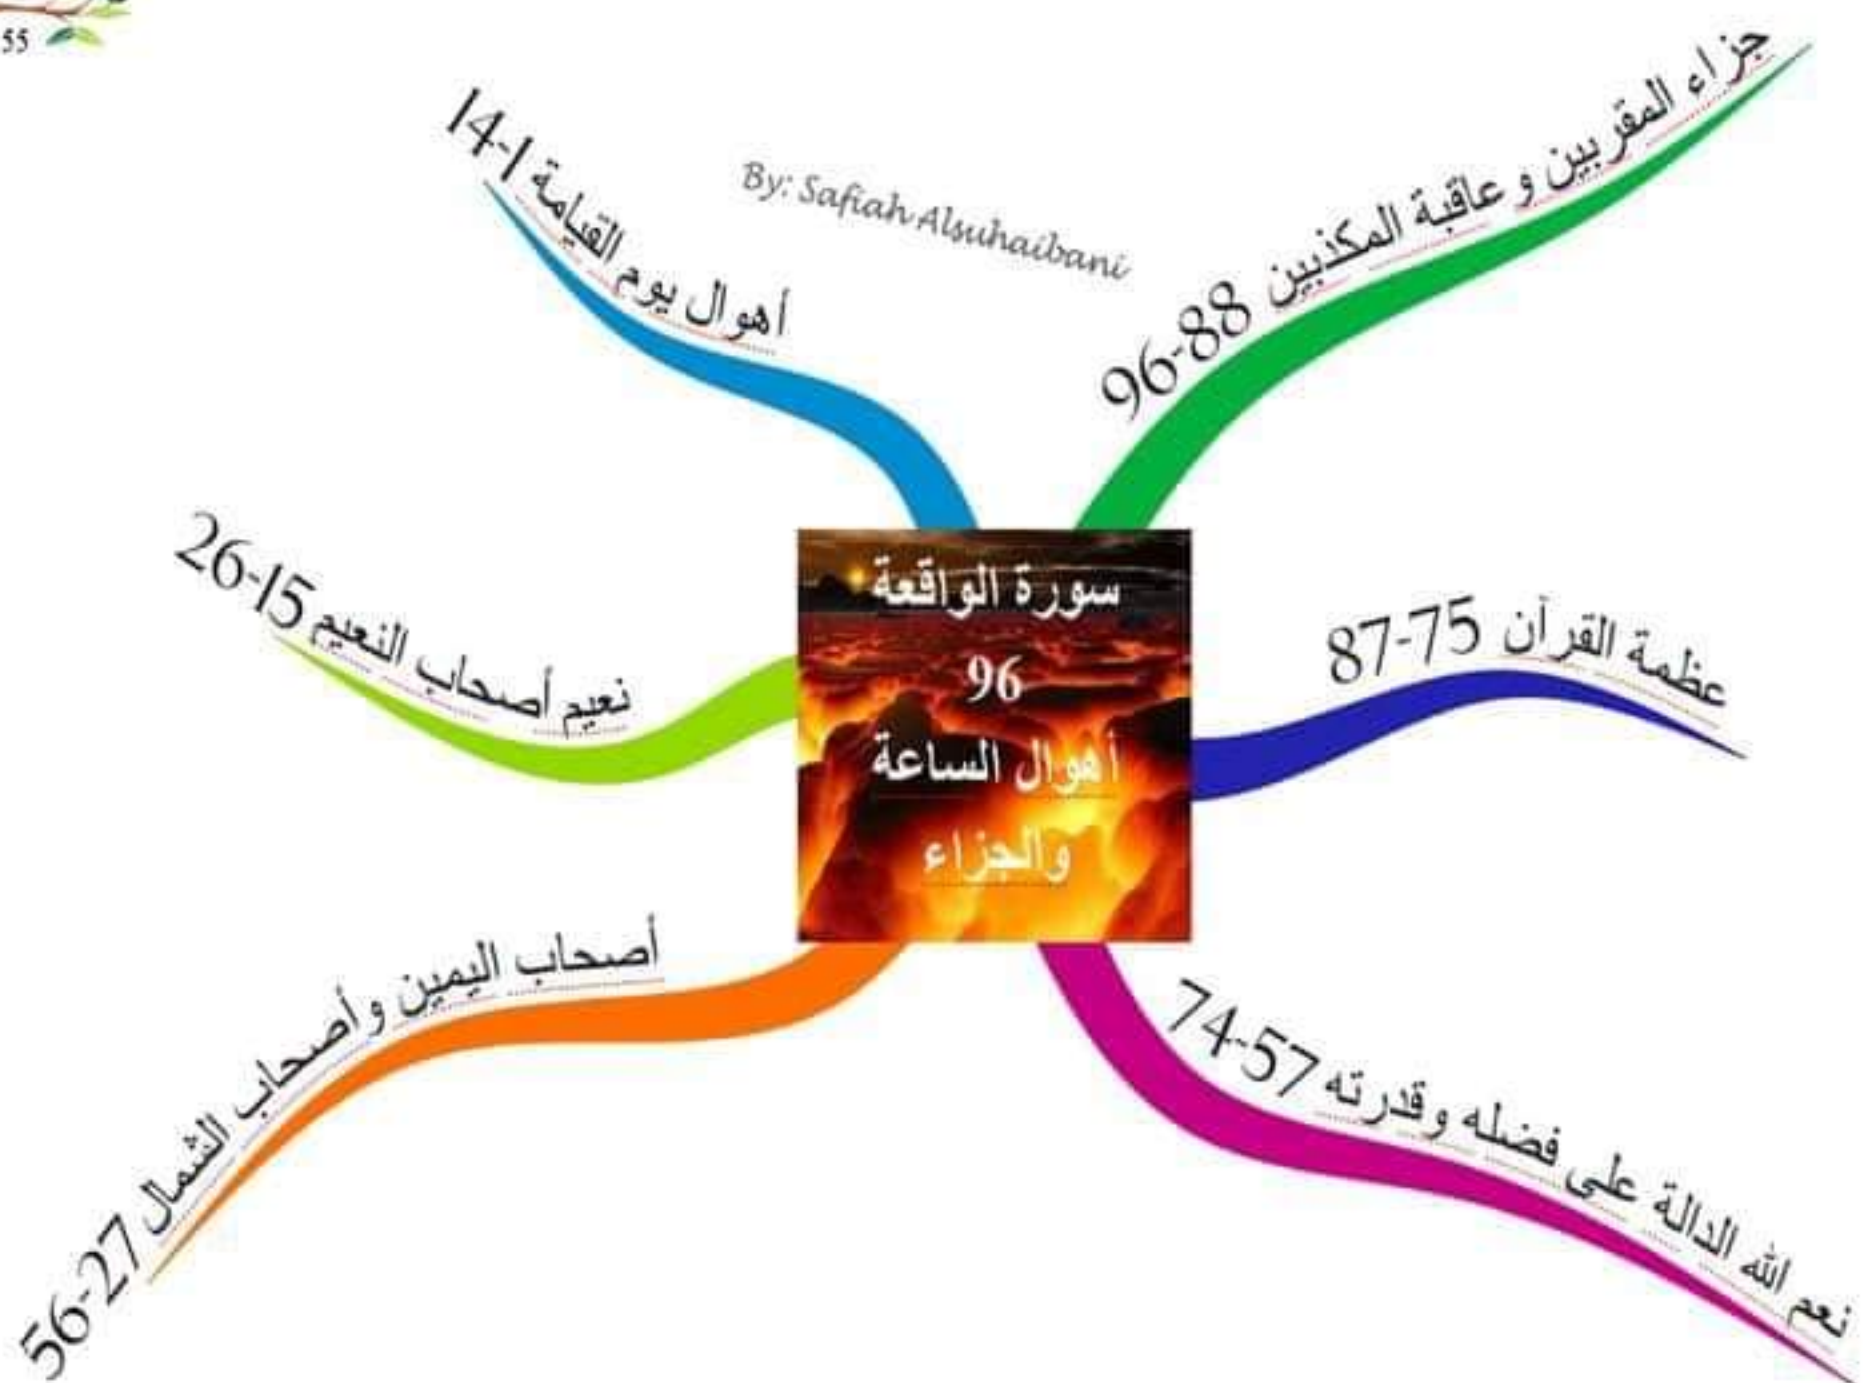 55
By: Safiah Alsuhaibani
سورة الواقعة
96
أهوال الساعة
والجزاء
جزاء المقربين و عاقبة المكذبين 88-96
عظمة القرآن 75-87
نعم الله الدالة على فضله وقدرته 57-74
أهوال يوم القيامة 1-14
نعيم أصحاب النعيم 15-26
أصحاب اليمين وأصحاب الشمال 27-56